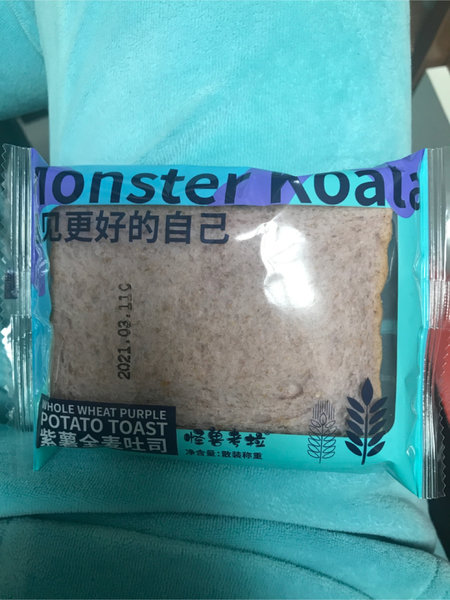 Monster Koala
见更好的自己
2021.03.11C
WHOLE WHEAT PURPLE
POTATO TOAST
紫薯全麦吐司
怪兽考拉
净含量:散装称重